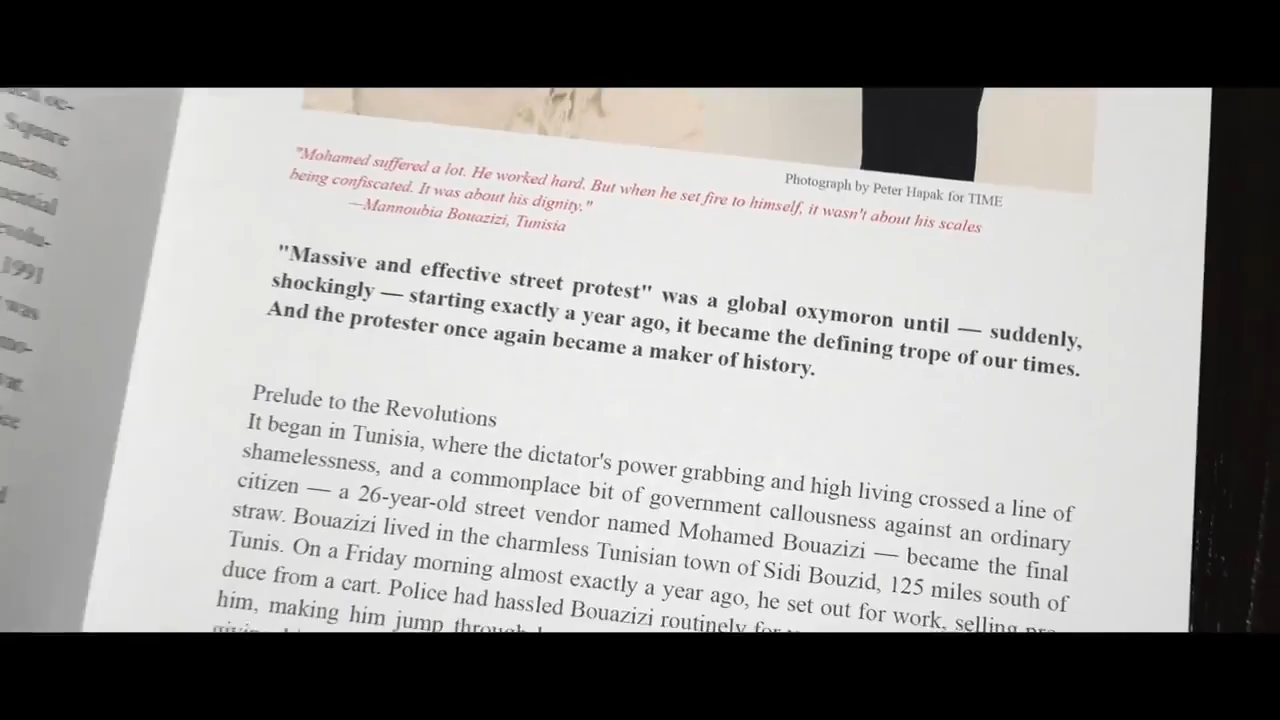 Square
means.
1991
was
Photograph by Peter Hapak for TIME
"Mohamed suffered a lot. He worked hard. But when he set fire to himself, it wasn't about his scales
being confiscated. It was about his dignity."
—Mannoubia Bouazizi, Tunisia
"Massive and effective street protest" was a global oxymoron until — suddenly,
shockingly — starting exactly a year ago, it became the defining trope of our times.
And the protester once again became a maker of history.
Prelude to the Revolutions
It began in Tunisia, where the dictator's power grabbing and high living crossed a line of
shamelessness, and a commonplace bit of government callousness against an ordinary
citizen — a 26-year-old street vendor named Mohamed Bouazizi — became the final
straw. Bouazizi lived in the charmless Tunisian town of Sidi Bouzid, 125 miles south of
Tunis. On a Friday morning almost exactly a year ago, he set out for work, selling pro-
duce from a cart. Police had hassled Bouazizi routinely for
him, making him jump through